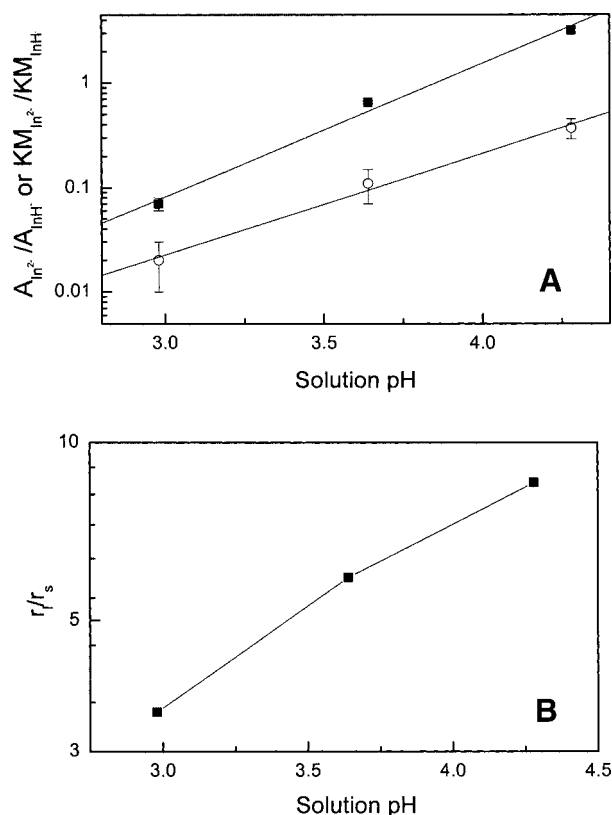 A_In²⁻/A_InH⁻ or KM_In²⁻/KM_InH⁻
1
0.1
0.01
A
3.0 3.5 4.0
Solution pH
10
r_f/r_s
5
3
B
3.0 3.5 4.0 4.5
Solution pH